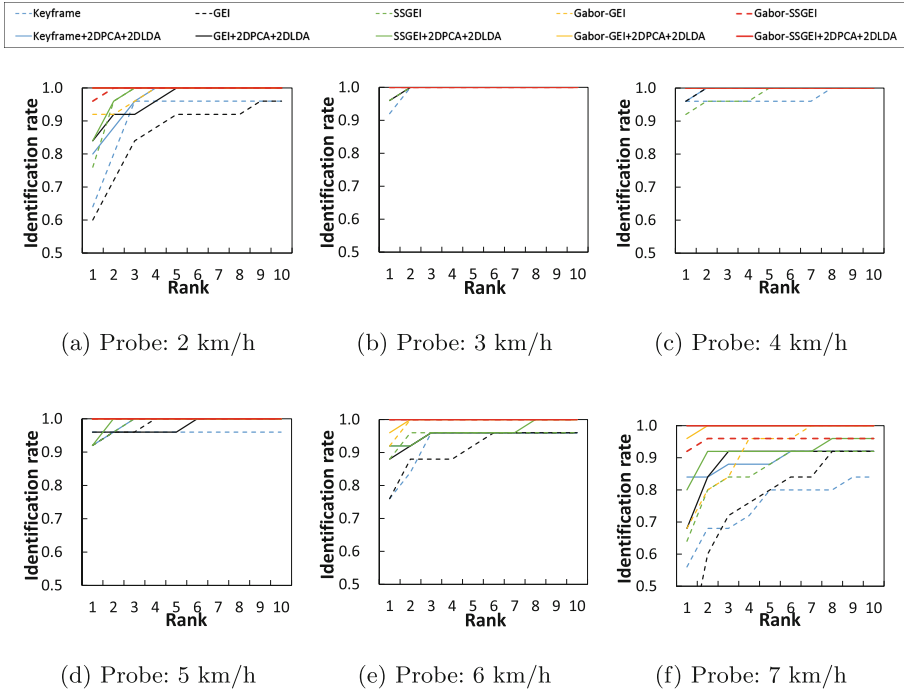 Keyframe GEI SSGEI Gabor-GEI Gabor-SSGEI
Keyframe+2DPCA+2DLDA GEI+2DPCA+2DLDA SSGEI+2DPCA+2DLDA Gabor-GEI+2DPCA+2DLDA Gabor-SSGEI+2DPCA+2DLDA
Identification rate
1.0
0.9
0.8
0.7
0.6
0.5
1 2 3 4 5 6 7 8 9 10
Rank
(a) Probe: 2 km/h
Identification rate
1.0
0.9
0.8
0.7
0.6
0.5
1 2 3 4 5 6 7 8 9 10
Rank
(b) Probe: 3 km/h
Identification rate
1.0
0.9
0.8
0.7
0.6
0.5
1 2 3 4 5 6 7 8 9 10
Rank
(c) Probe: 4 km/h
Identification rate
1.0
0.9
0.8
0.7
0.6
0.5
1 2 3 4 5 6 7 8 9 10
Rank
(d) Probe: 5 km/h
Identification rate
1.0
0.9
0.8
0.7
0.6
0.5
1 2 3 4 5 6 7 8 9 10
Rank
(e) Probe: 6 km/h
Identification rate
1.0
0.9
0.8
0.7
0.6
0.5
1 2 3 4 5 6 7 8 9 10
Rank
(f) Probe: 7 km/h